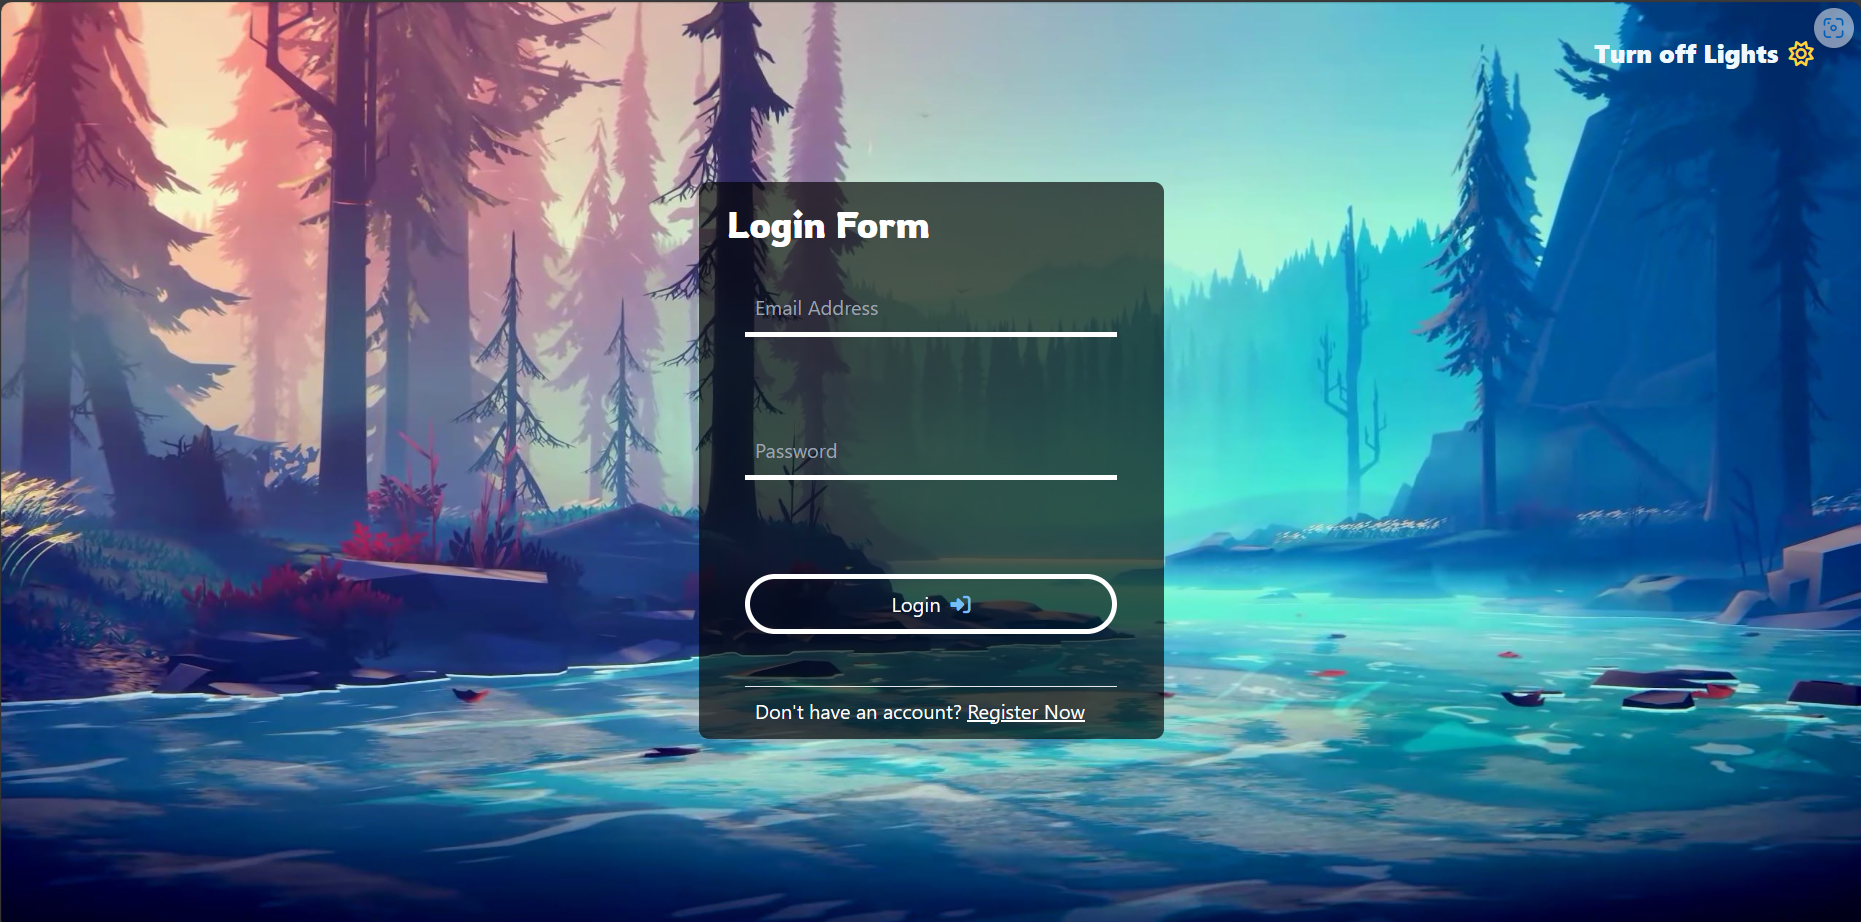 Turn off Lights
Login Form
Email Address
Password
Login
Don't have an account? Register Now